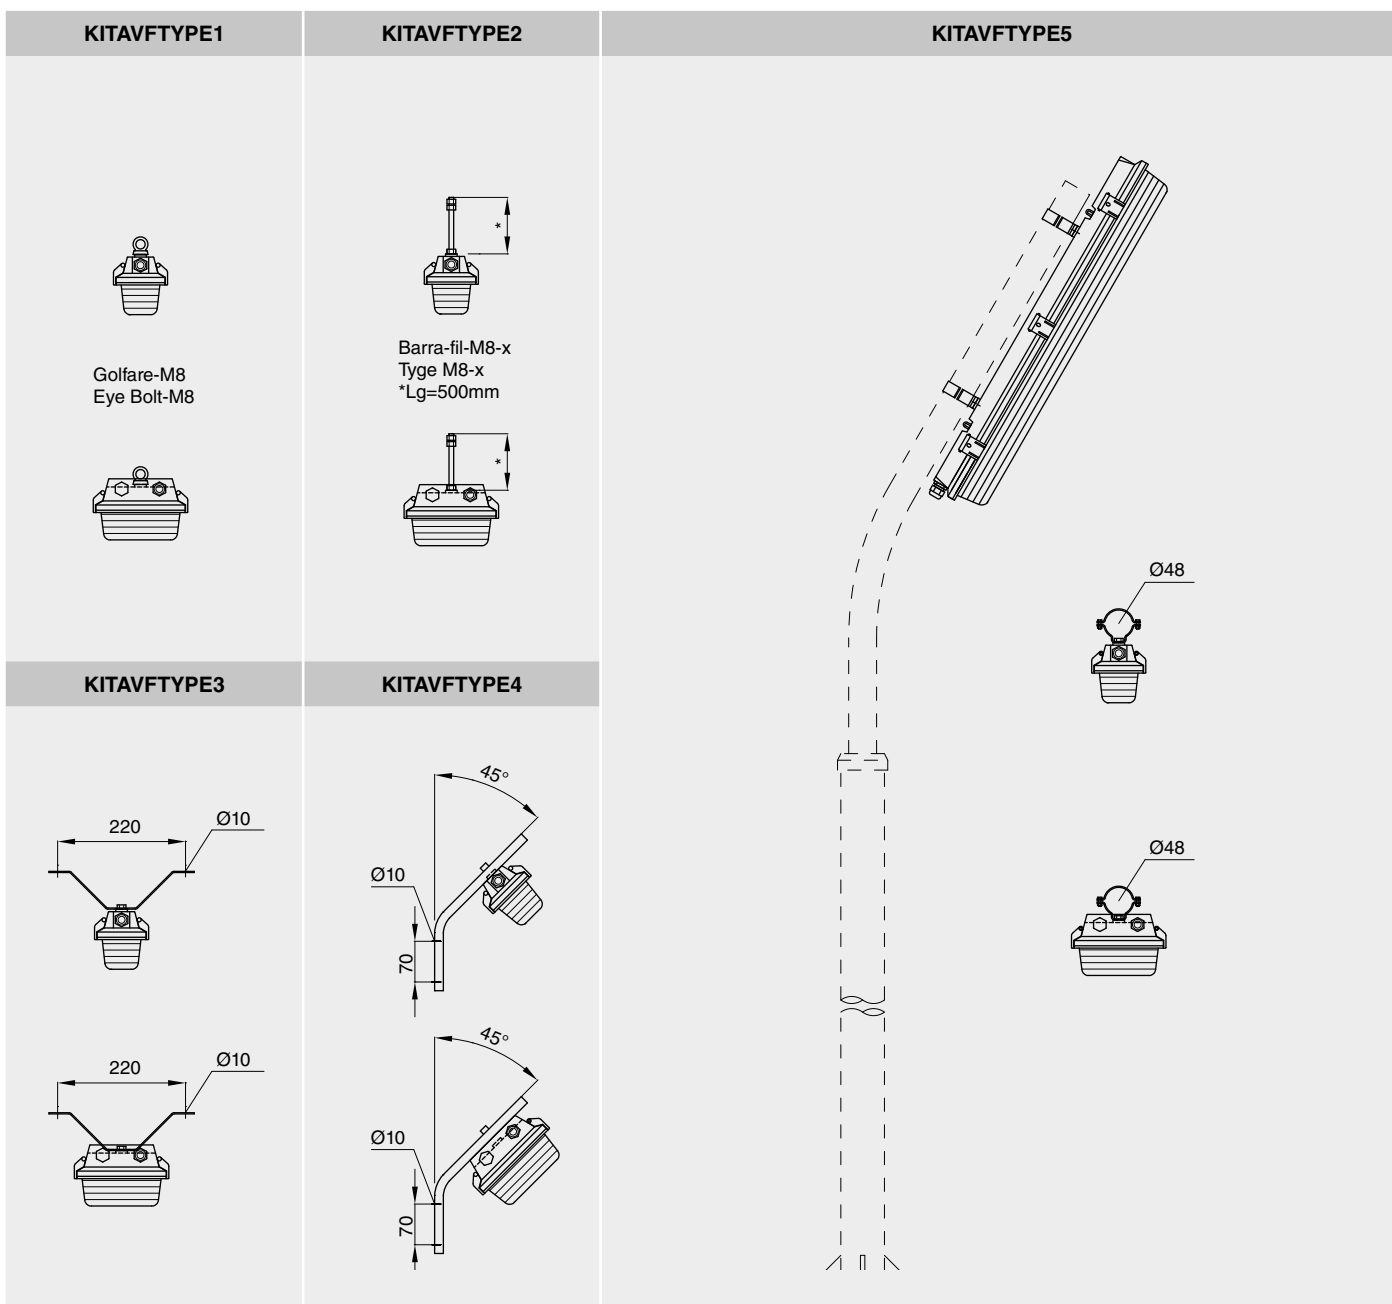 KITAVFTYPE1
KITAVFTYPE2
KITAVFTYPE5
*
Golfare-M8
Eye Bolt-M8
Barra-fil-M8-x
Tyge M8-x
*Lg=500mm
*
Ø48
KITAVFTYPE3
KITAVFTYPE4
220
Ø10
45°
Ø10
70
Ø48
220
Ø10
45°
Ø10
70